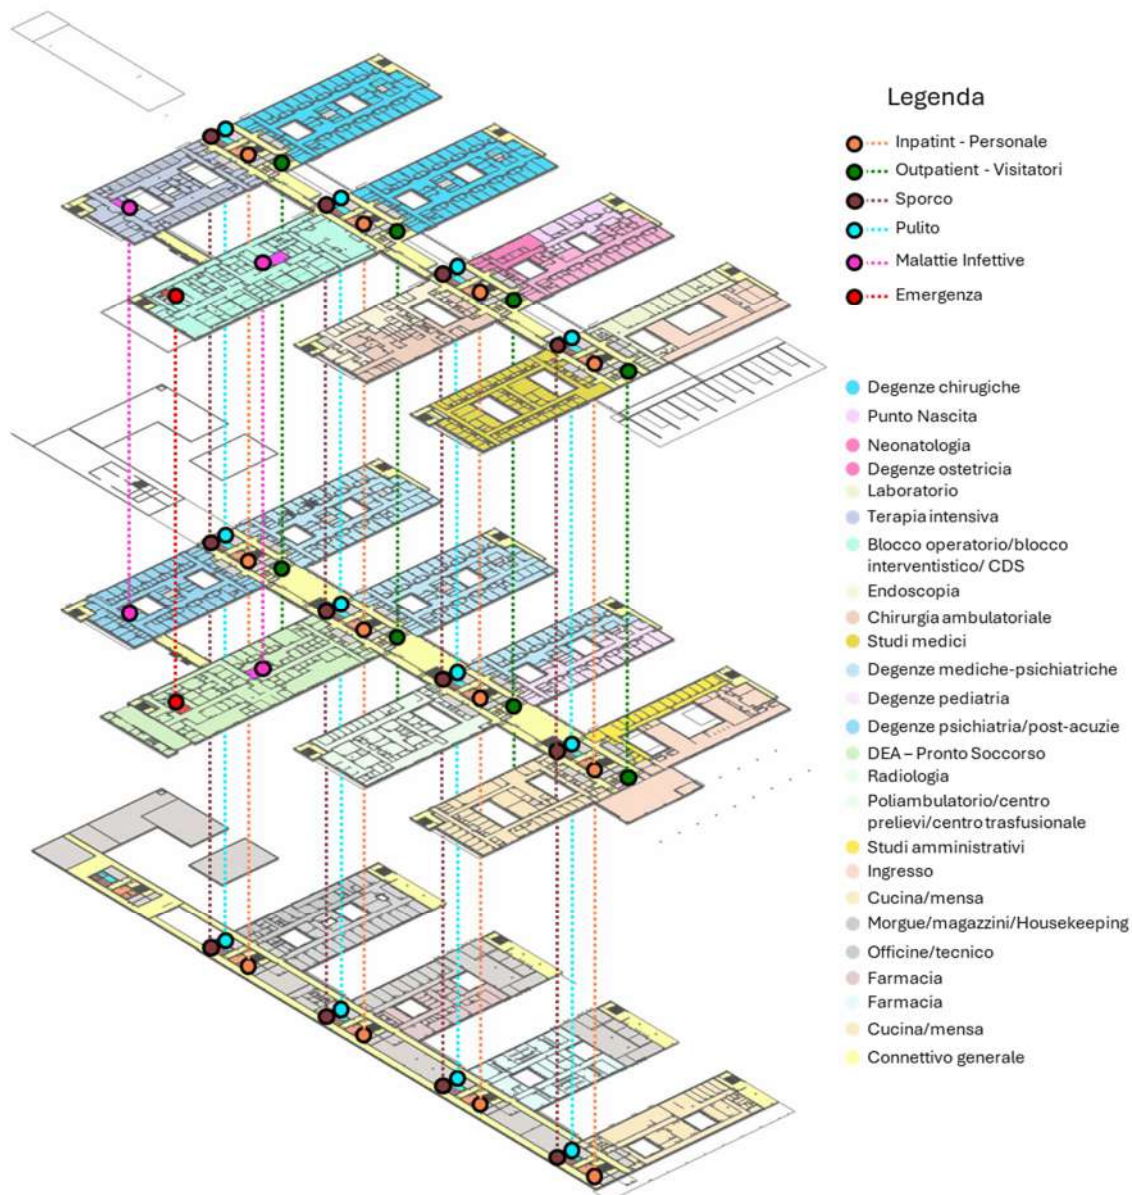 Legenda
Inpatint - Personale
Outpatient - Visitatori
Sporco
Pulito
Malattie Infettive
Emergenza
Degenze chirugiche
Punto Nascita
Neonatologia
Degenze ostetricia
Laboratorio
Terapia intensiva
Blocco operatorio/blocco
interventistico/ CDS
Endoscopia
Chirurgia ambulatoriale
Studi medici
Degenze mediche-psichiatriche
Degenze pediatria
Degenze psichiatria/post-acuzie
DEA – Pronto Soccorso
Radiologia
Poliambulatorio/centro
prelievi/centro trasfusionale
Studi amministrativi
Ingresso
Cucina/mensa
Morgue/magazzini/Housekeeping
Officine/tecnico
Farmacia
Farmacia
Cucina/mensa
Connettivo generale